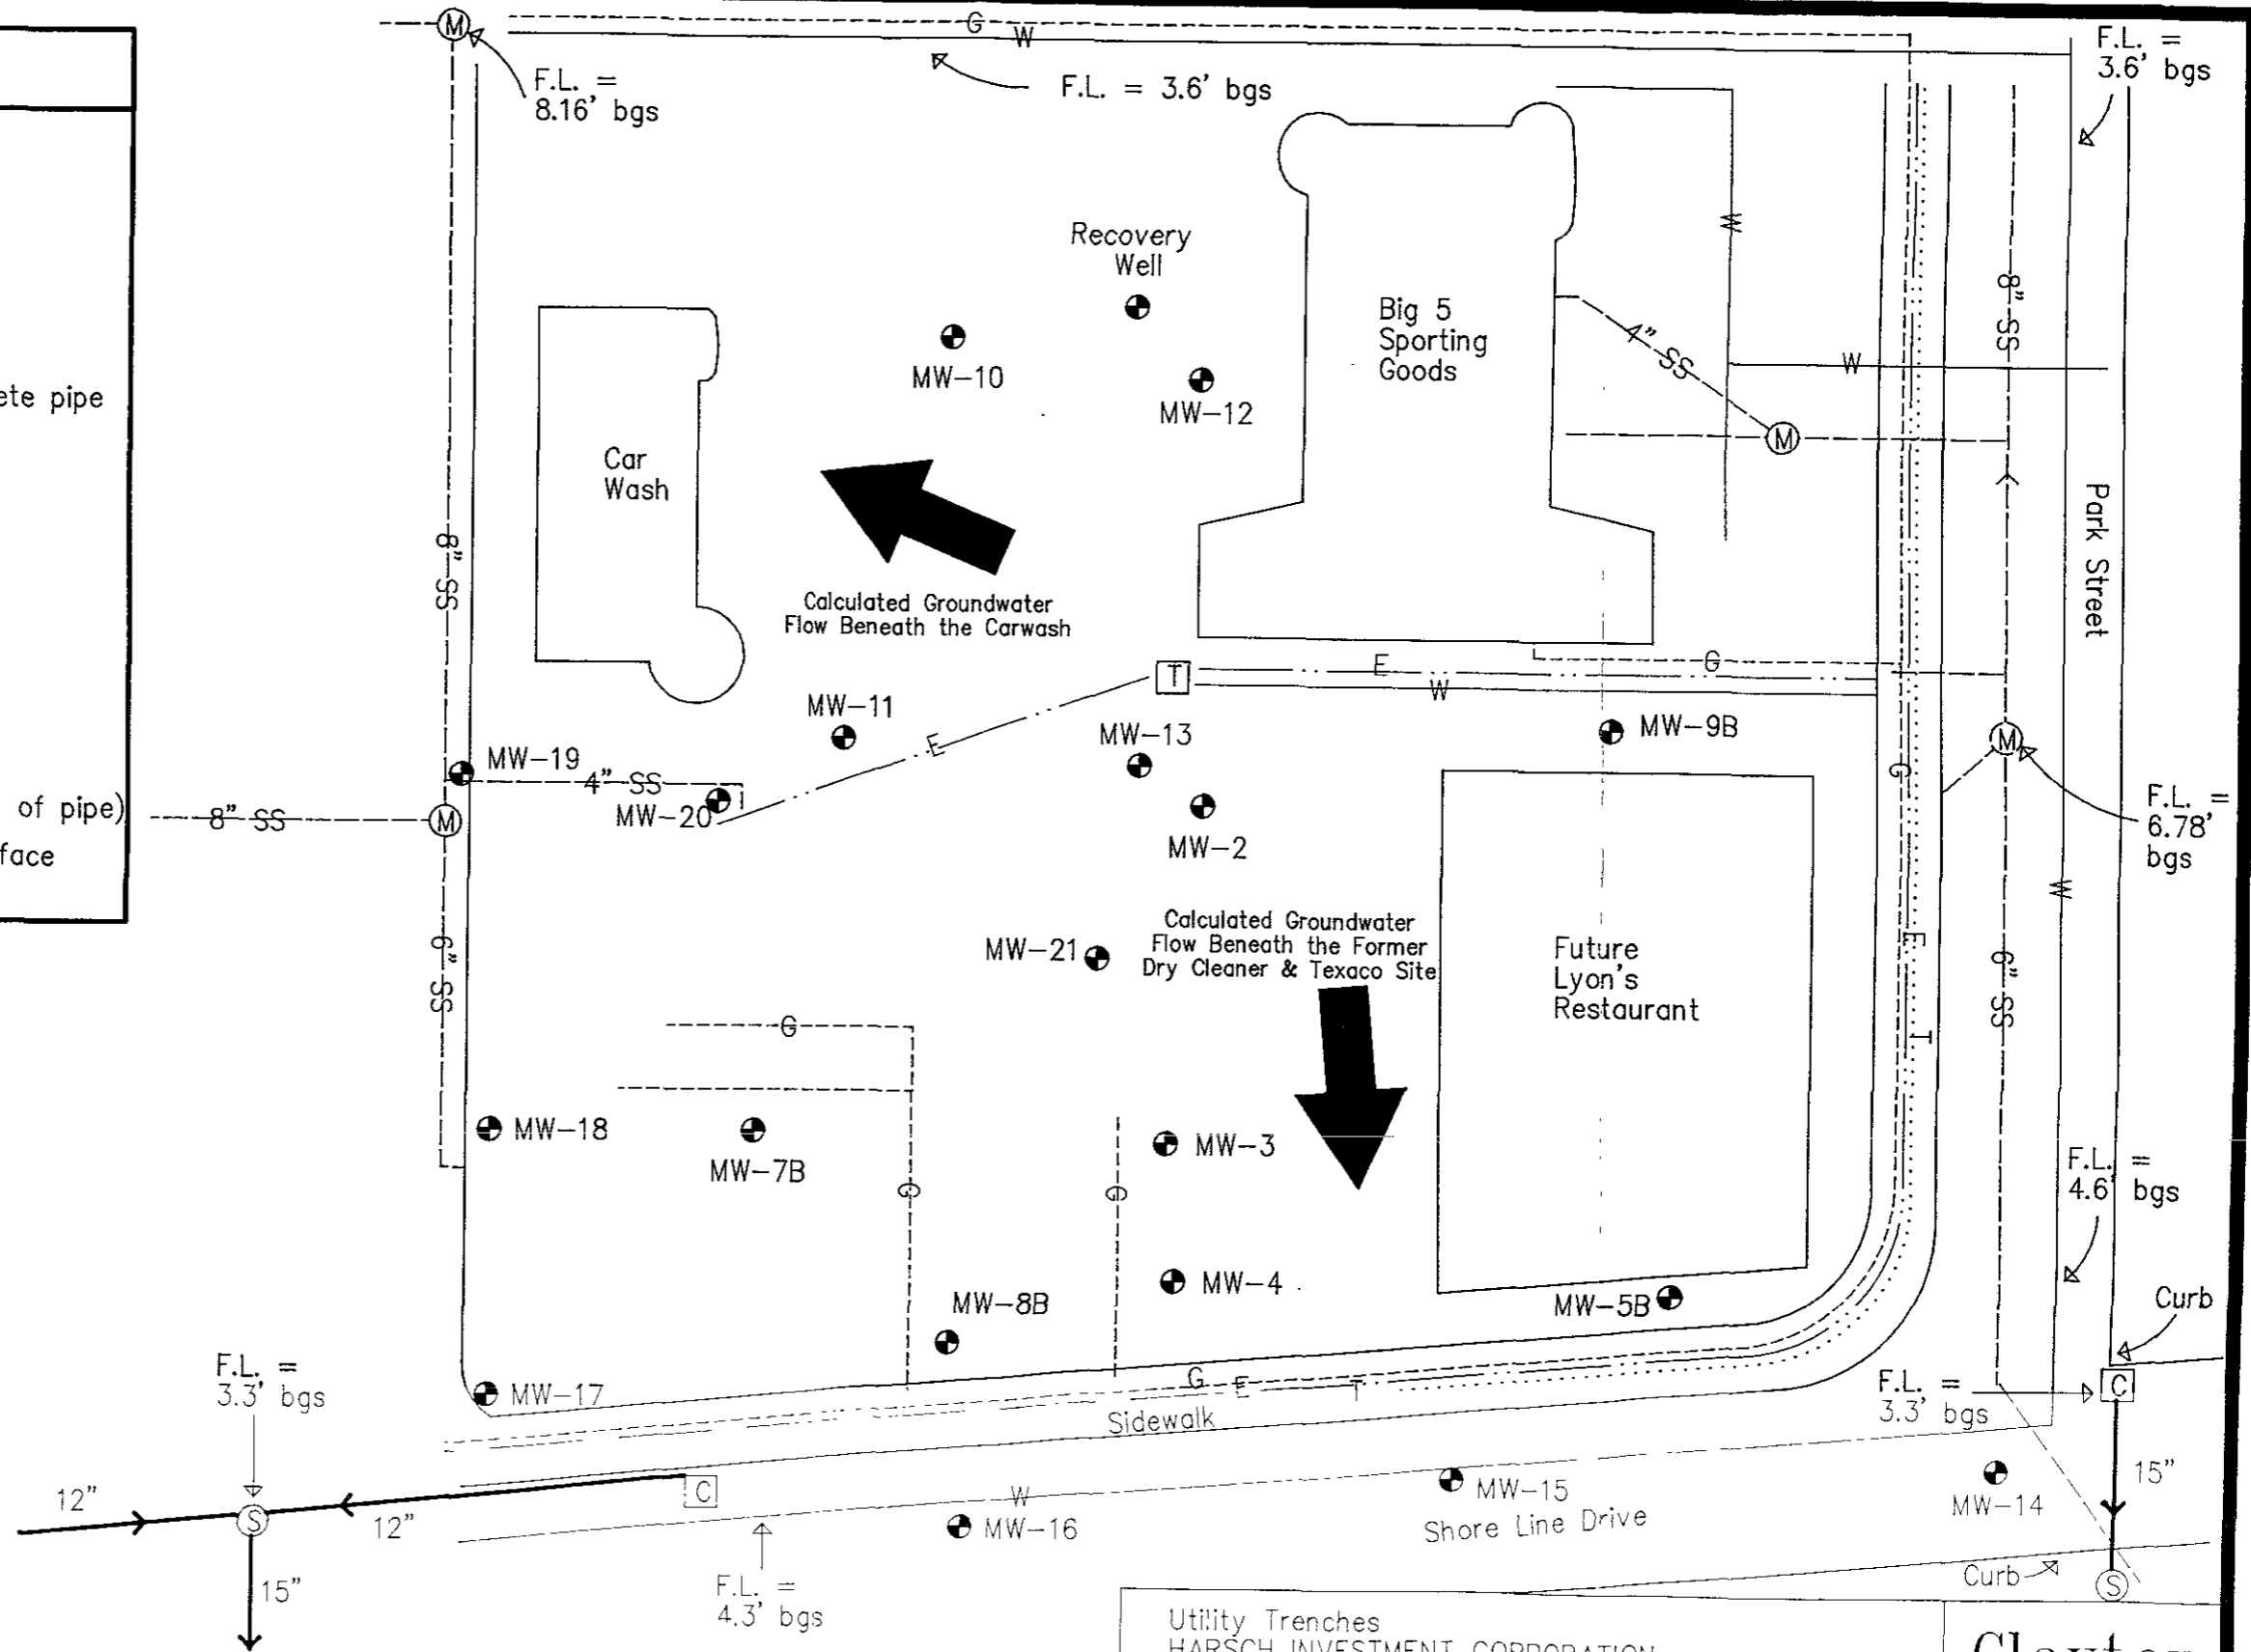 M
G
W
F.L. =
8.16' bgs
F.L. = 3.6' bgs
F.L. =
3.6' bgs
ete pipe
of pipe)
face
Recovery
Well
MW-10
MW-12
Big 5
Sporting
Goods
W
4" SS
W
M
8" SS
Park Street
Car
Wash
8" SS
Calculated Groundwater
Flow Beneath the Carwash
T
E
W
G
MW-11
E
MW-13
MW-9B
M
G
MW-19
4" SS
MW-20
MW-2
8" SS
M
F.L. =
6.78'
bgs
W
6" SS
MW-21
Calculated Groundwater
Flow Beneath the Former
Dry Cleaner & Texaco Site
Future
Lyon's
Restaurant
E
T
6" SS
G
MW-18
MW-7B
G
G
MW-3
F.L. =
4.6' bgs
MW-4
MW-8B
MW-5B
Curb
F.L. =
3.3' bgs
MW-17
G
E
T
Sidewalk
F.L. =
3.3' bgs
C
12"
S
12"
C
W
MW-16
MW-15
Shore Line Drive
MW-14
15"
15"
F.L. =
4.3' bgs
Curb
S
Utility Trenches
HARSCH INVESTMENT CORPORATION
Clayton